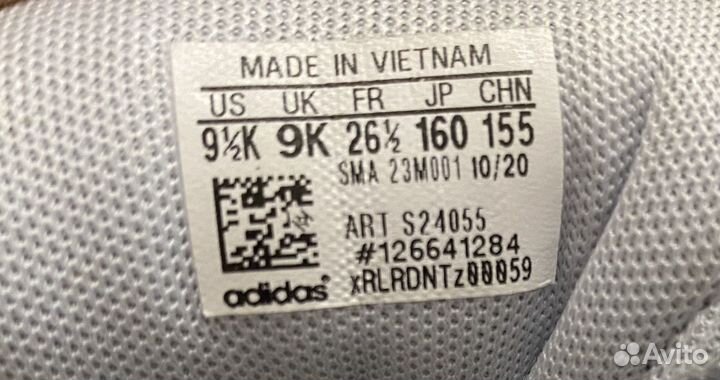 MADE IN VIETNAM
US UK FR JP CHN
9½K 9K 26½ 160 155
SMA 23M001 10/20
ART S24055
#126641284
xRLRDNTz00059
adidas
Avito